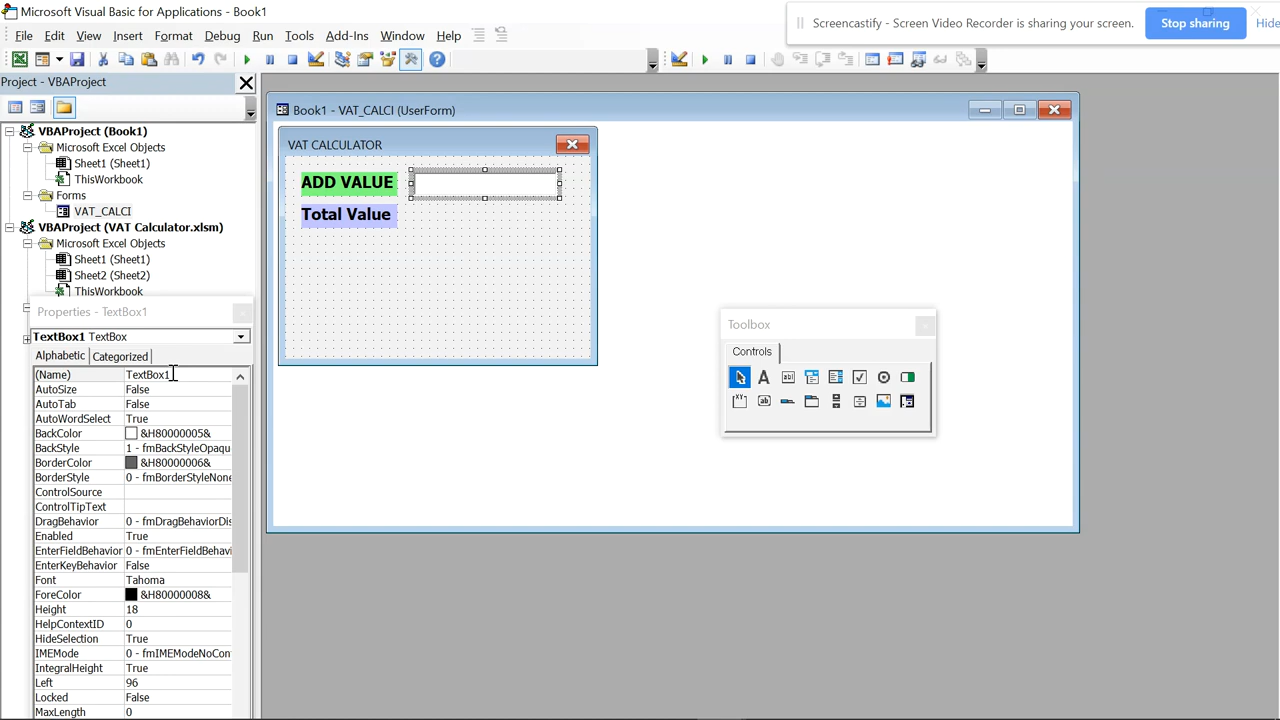 Microsoft Visual Basic for Applications - Book1
Screencastify - Screen Video Recorder is sharing your screen.
Stop sharing
Hide
File Edit View Insert Format Debug Run Tools Add-Ins Window Help
Project - VBAProject
VBAProject (Book1)
Microsoft Excel Objects
Sheet1 (Sheet1)
ThisWorkbook
Forms
VAT_CALCI
VBAProject (VAT Calculator.xlsm)
Microsoft Excel Objects
Sheet1 (Sheet1)
Sheet2 (Sheet2)
ThisWorkbook
Properties - TextBox1
TextBox1 TextBox
Alphabetic Categorized
(Name) TextBox1
AutoSize False
AutoTab False
AutoWordSelect True
BackColor &H80000005&
BackStyle 1 - fmBackStyleOpaqu
BorderColor &H80000006&
BorderStyle 0 - fmBorderStyleNone
ControlSource
ControlTipText
DragBehavior 0 - fmDragBehaviorDis
Enabled True
EnterFieldBehavior 0 - fmEnterFieldBehavi
EnterKeyBehavior False
Font Tahoma
ForeColor &H80000008&
Height 18
HelpContextID 0
HideSelection True
IMEMode 0 - fmIMEModeNoCon
IntegralHeight True
Left 96
Locked False
MaxLength 0
Book1 - VAT_CALCI (UserForm)
VAT CALCULATOR
ADD VALUE
Total Value
Toolbox
Controls